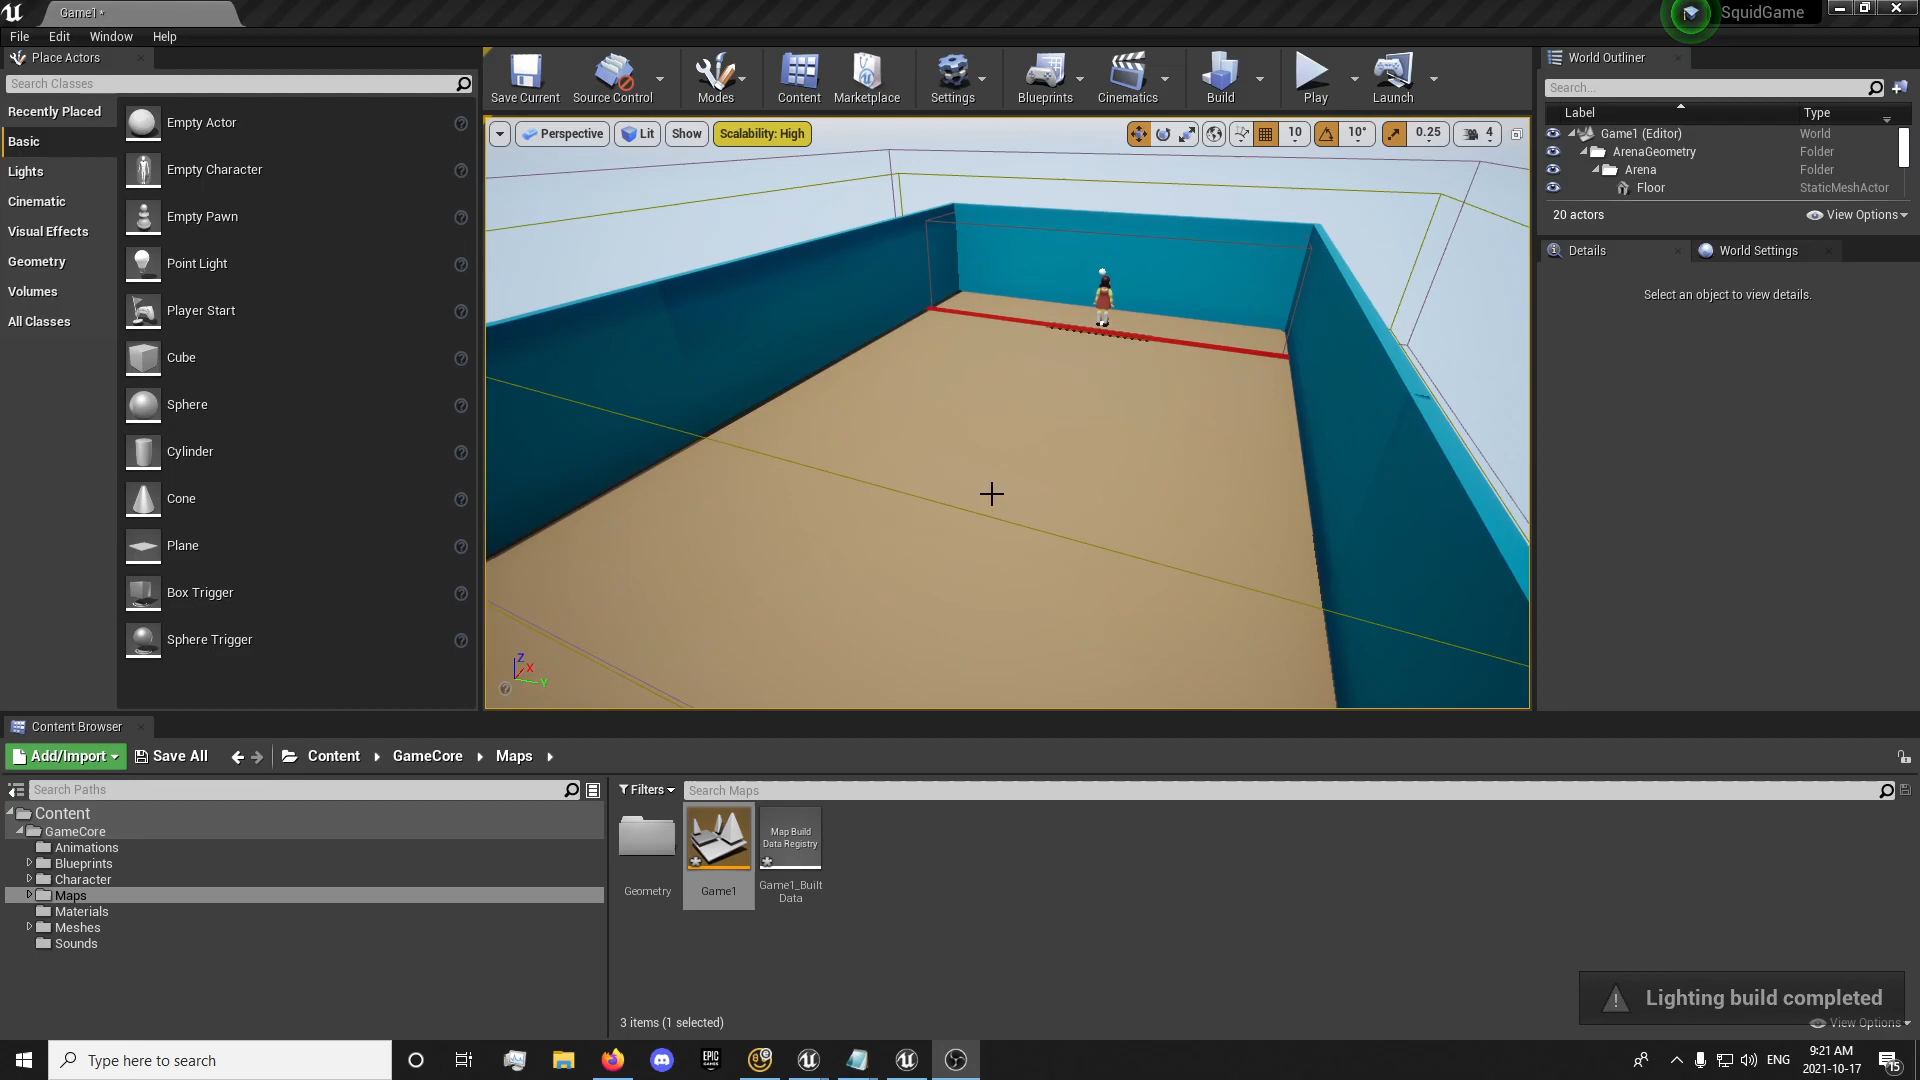 Game1*
SquidGame
File Edit Window Help
Place Actors
Search Classes
Recently Placed
Basic
Lights
Cinematic
Visual Effects
Geometry
Volumes
All Classes
Empty Actor
Empty Character
Empty Pawn
Point Light
Player Start
Cube
Sphere
Cylinder
Cone
Plane
Box Trigger
Sphere Trigger
Save Current Source Control Modes Content Marketplace Settings Blueprints Cinematics Build Play Launch
Perspective Lit Show Scalability: High 10 10° 0.25 4
Z
X
Y
World Outliner
Search...
Label Type
Game1 (Editor) World
ArenaGeometry Folder
Arena Folder
Floor StaticMeshActor
20 actors View Options
Details World Settings
Select an object to view details.
Content Browser
Add/Import Save All Content GameCore Maps
Search Paths
Content
GameCore
Animations
Blueprints
Character
Maps
Materials
Meshes
Sounds
Filters Search Maps
Map Build
Data Registry
Geometry
Game1
Game1_Built
Data
Lighting build completed
3 items (1 selected)
View Options
Type here to search
EPIC
GAMES
ENG
9:21 AM
2021-10-17
15